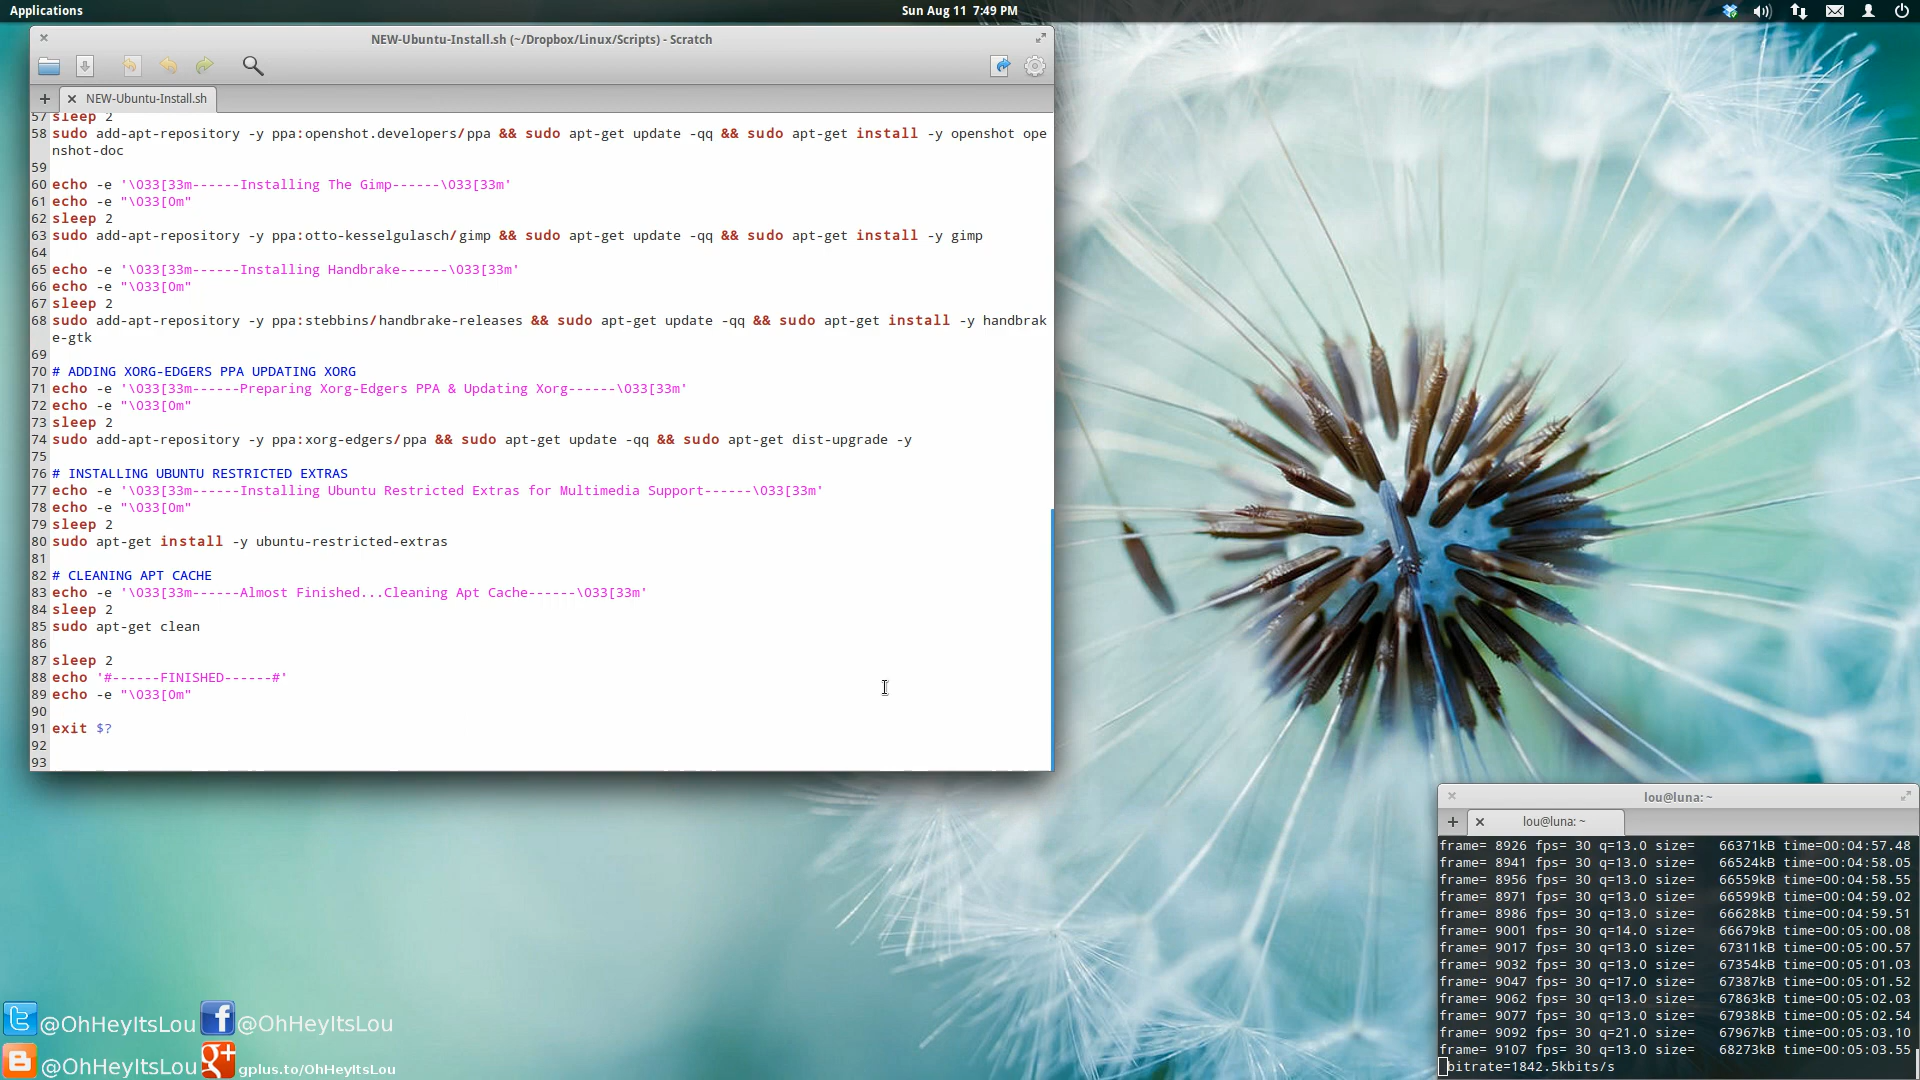 Applications
Sun Aug 11 7:49 PM
NEW-Ubuntu-Install.sh (~/Dropbox/Linux/Scripts) - Scratch
NEW-Ubuntu-Install.sh
57 sleep 2
58 sudo add-apt-repository -y ppa:openshot.developers/ppa && sudo apt-get update -qq && sudo apt-get install -y openshot ope
nshot-doc
59
60 echo -e '\033[33m------Installing The Gimp------\033[33m'
61 echo -e "\033[0m"
62 sleep 2
63 sudo add-apt-repository -y ppa:otto-kesselgulasch/gimp && sudo apt-get update -qq && sudo apt-get install -y gimp
64
65 echo -e '\033[33m------Installing Handbrake------\033[33m'
66 echo -e "\033[0m"
67 sleep 2
68 sudo add-apt-repository -y ppa:stebbins/handbrake-releases && sudo apt-get update -qq && sudo apt-get install -y handbrak
e-gtk
69
70 # ADDING XORG-EDGERS PPA UPDATING XORG
71 echo -e '\033[33m------Preparing Xorg-Edgers PPA & Updating Xorg------\033[33m'
72 echo -e "\033[0m"
73 sleep 2
74 sudo add-apt-repository -y ppa:xorg-edgers/ppa && sudo apt-get update -qq && sudo apt-get dist-upgrade -y
75
76 # INSTALLING UBUNTU RESTRICTED EXTRAS
77 echo -e '\033[33m------Installing Ubuntu Restricted Extras for Multimedia Support------\033[33m'
78 echo -e "\033[0m"
79 sleep 2
80 sudo apt-get install -y ubuntu-restricted-extras
81
82 # CLEANING APT CACHE
83 echo -e '\033[33m------Almost Finished...Cleaning Apt Cache------\033[33m'
84 sleep 2
85 sudo apt-get clean
86
87 sleep 2
88 echo '#------FINISHED------#'
89 echo -e "\033[0m"
90
91 exit $?
92
93
lou@luna: ~
lou@luna: ~
frame= 8926 fps= 30 q=13.0 size=   66371kB time=00:04:57.48
frame= 8941 fps= 30 q=13.0 size=   66524kB time=00:04:58.05
frame= 8956 fps= 30 q=13.0 size=   66559kB time=00:04:58.55
frame= 8971 fps= 30 q=13.0 size=   66599kB time=00:04:59.02
frame= 8986 fps= 30 q=13.0 size=   66628kB time=00:04:59.51
frame= 9001 fps= 30 q=14.0 size=   66679kB time=00:05:00.08
frame= 9017 fps= 30 q=13.0 size=   67311kB time=00:05:00.57
frame= 9032 fps= 30 q=13.0 size=   67354kB time=00:05:01.03
frame= 9047 fps= 30 q=17.0 size=   67387kB time=00:05:01.52
frame= 9062 fps= 30 q=13.0 size=   67863kB time=00:05:02.03
frame= 9077 fps= 30 q=13.0 size=   67938kB time=00:05:02.54
frame= 9092 fps= 30 q=21.0 size=   67967kB time=00:05:03.10
frame= 9107 fps= 30 q=13.0 size=   68273kB time=00:05:03.55
bitrate=1842.5kbits/s
@OhHeyItsLou @OhHeyItsLou
@OhHeyItsLou gplus.to/OhHeyItsLou